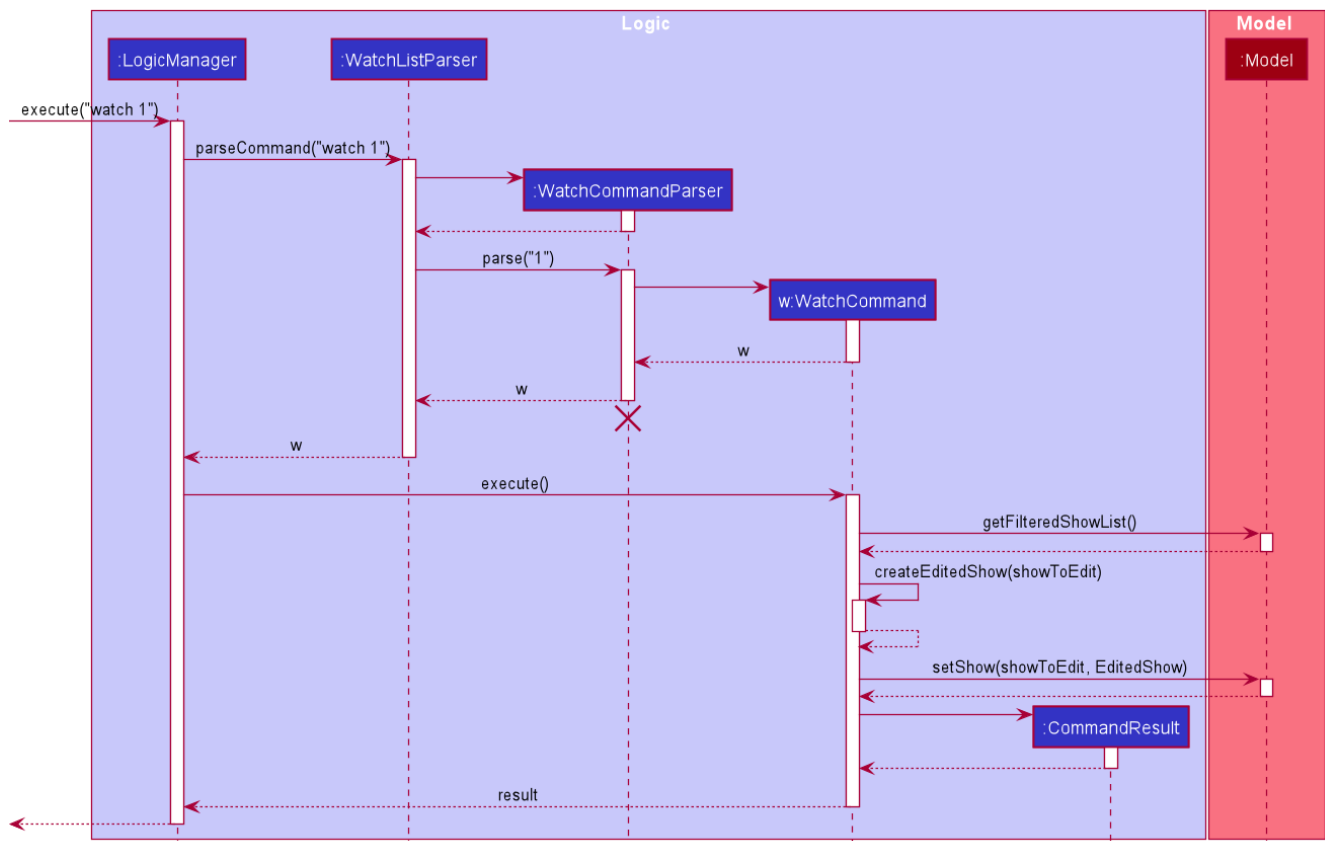 Logic
Model
:LogicManager
:WatchListParser
:Model
execute("watch 1")
parseCommand("watch 1")
:WatchCommandParser
parse("1")
w:WatchCommand
w
w
w
execute()
getFilteredShowList()
createEditedShow(showToEdit)
setShow(showToEdit, EditedShow)
:CommandResult
result